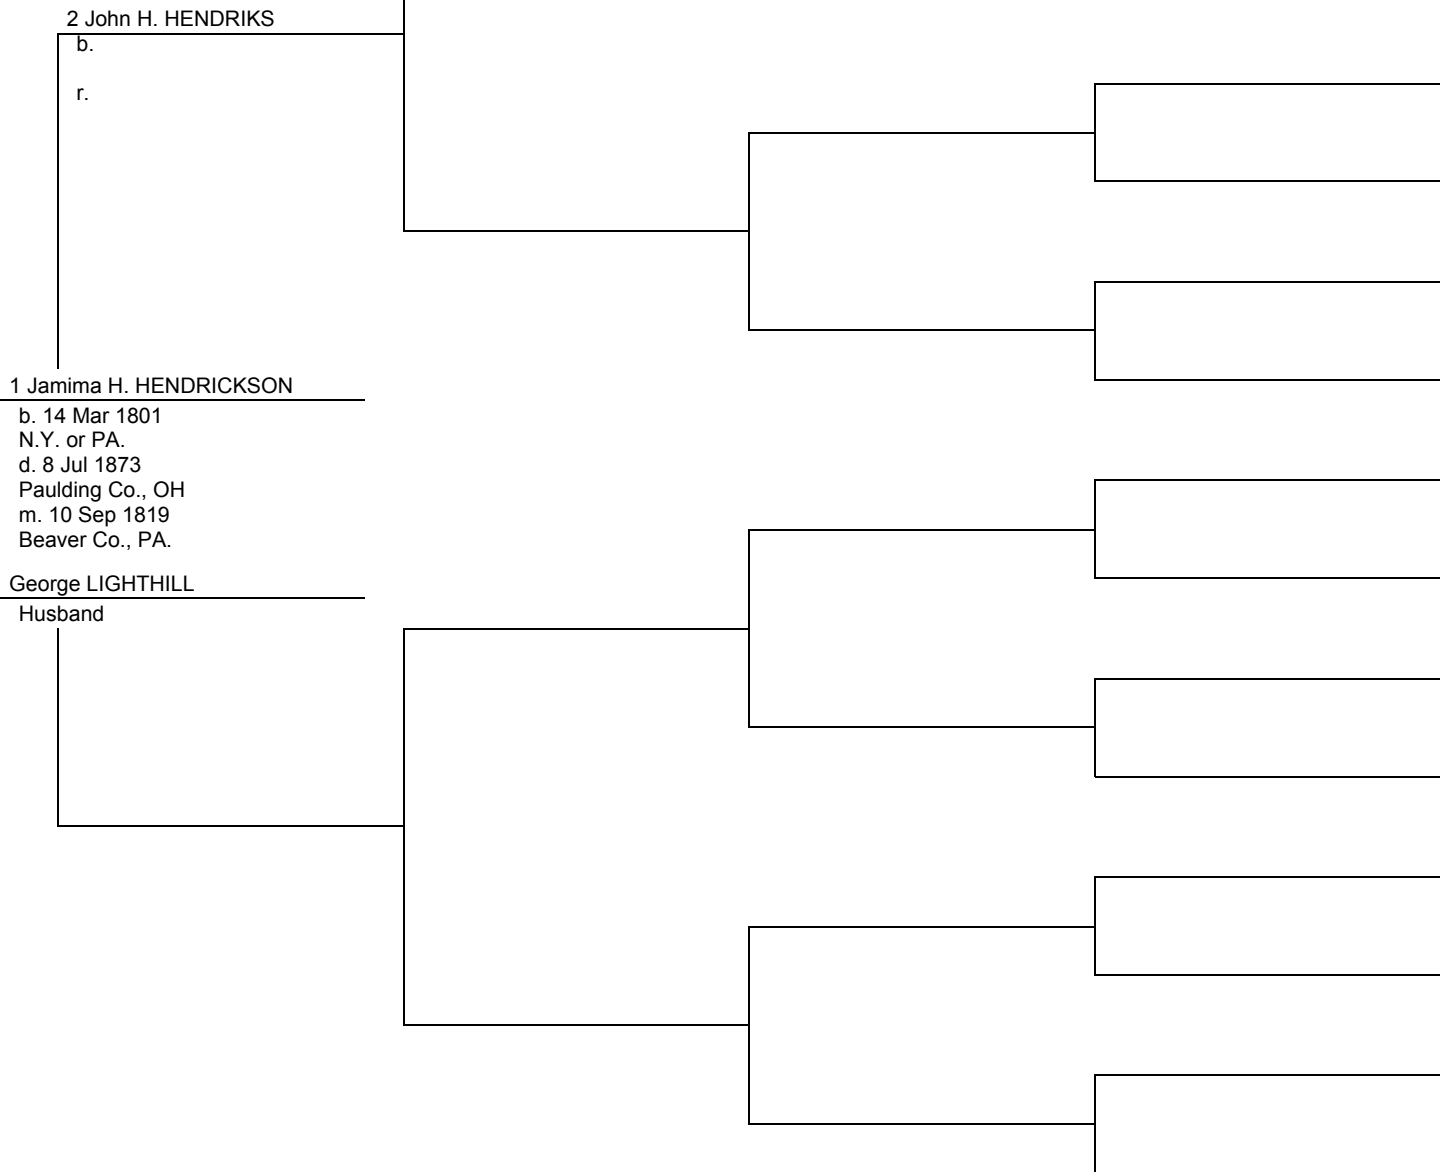 2 John H. HENDRIKS
b.
r.
1 Jamima H. HENDRICKSON
b. 14 Mar 1801
N.Y. or PA.
d. 8 Jul 1873
Paulding Co., OH
m. 10 Sep 1819
Beaver Co., PA.
George LIGHTHILL
Husband